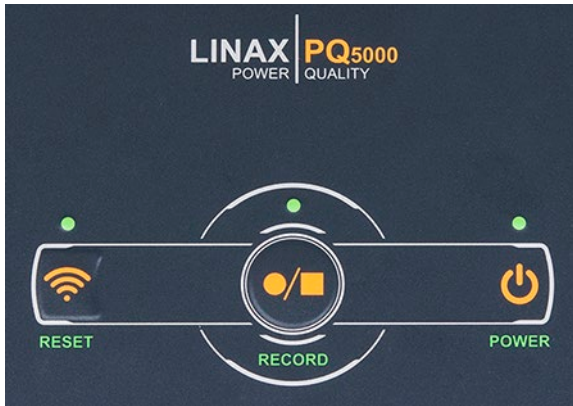 LINAX PQ5000
POWER QUALITY
RESET
RECORD
POWER